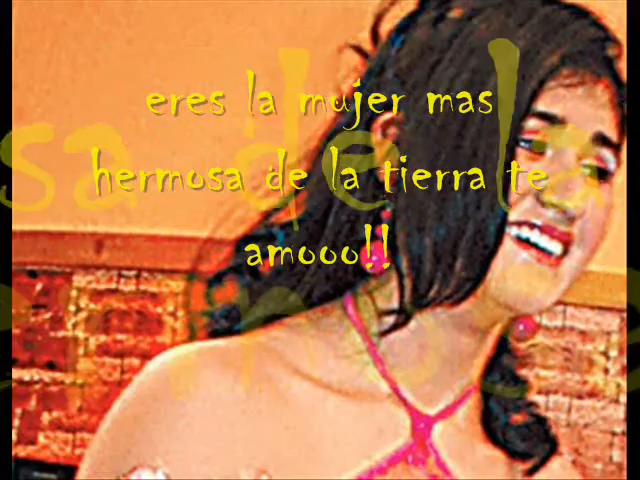 eres la mujer mas
hermosa de la tierra te
amooo!!